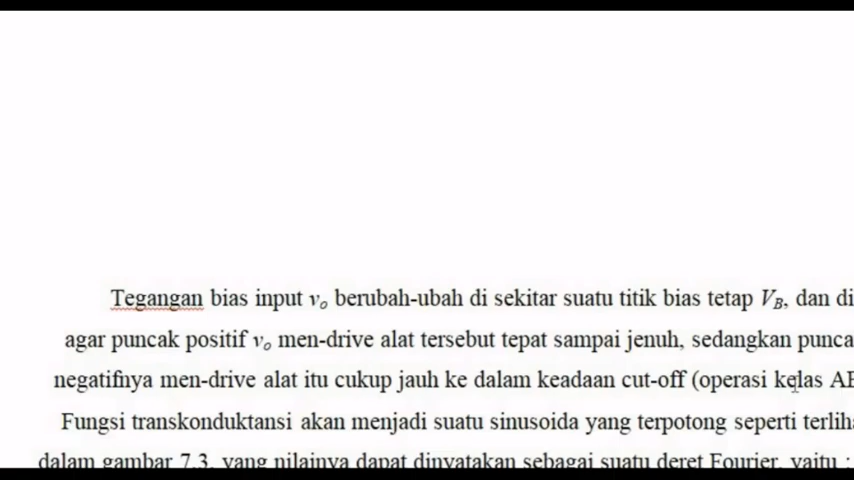 Tegangan bias input vo berubah-ubah di sekitar suatu titik bias tetap VB, dan di
agar puncak positif vo men-drive alat tersebut tepat sampai jenuh, sedangkan punca
negatifnya men-drive alat itu cukup jauh ke dalam keadaan cut-off (operasi kelas AB
Fungsi transkonduktansi akan menjadi suatu sinusoida yang terpotong seperti terliha
dalam gambar 7.3, yang nilainya dapat dinyatakan sebagai suatu deret Fourier, yaitu :